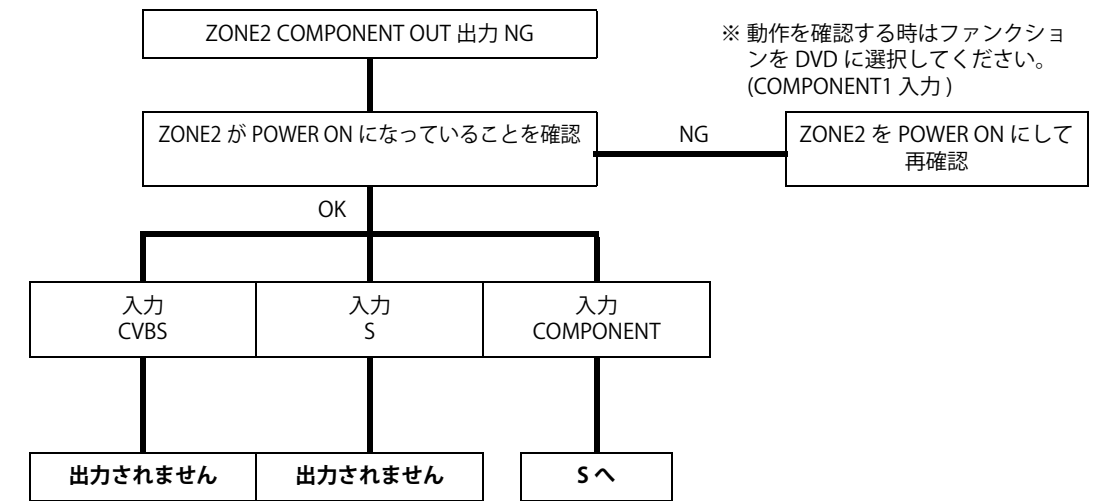 ZONE2 COMPONENT OUT 出力 NG
※ 動作を確認する時はファンクショ
ンを DVD に選択してください。
(COMPONENT1 入力 )
ZONE2 が POWER ON になっていることを確認
NG
ZONE2 を POWER ON にして
再確認
OK
入力
CVBS
入力
S
入力
COMPONENT
出力されません
出力されません
S へ